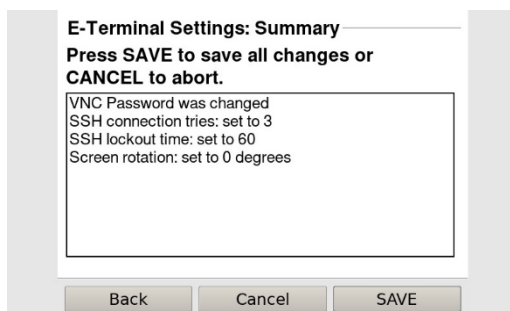 E-Terminal Settings: Summary
Press SAVE to save all changes or
CANCEL to abort.
VNC Password was changed
SSH connection tries: set to 3
SSH lockout time: set to 60
Screen rotation: set to 0 degrees
Back Cancel SAVE